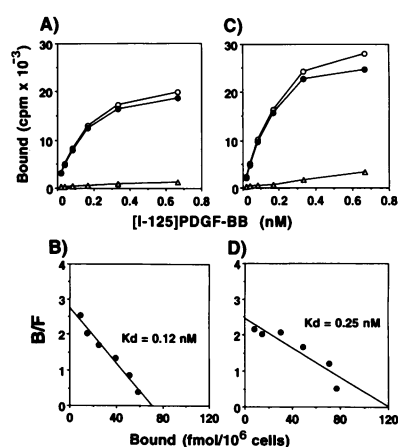 A)
C)
Bound (cpm x 10⁻³)
30
20
10
0
0 0.2 0.4 0.6 0.8
30
20
10
0
0 0.2 0.4 0.6 0.8
[I-125]PDGF-BB (nM)
B)
D)
B/F
4
3
2
1
0
Kd = 0.12 nM
0 40 80 120
4
3
2
1
0
Kd = 0.25 nM
0 40 80 120
Bound (fmol/10⁶ cells)